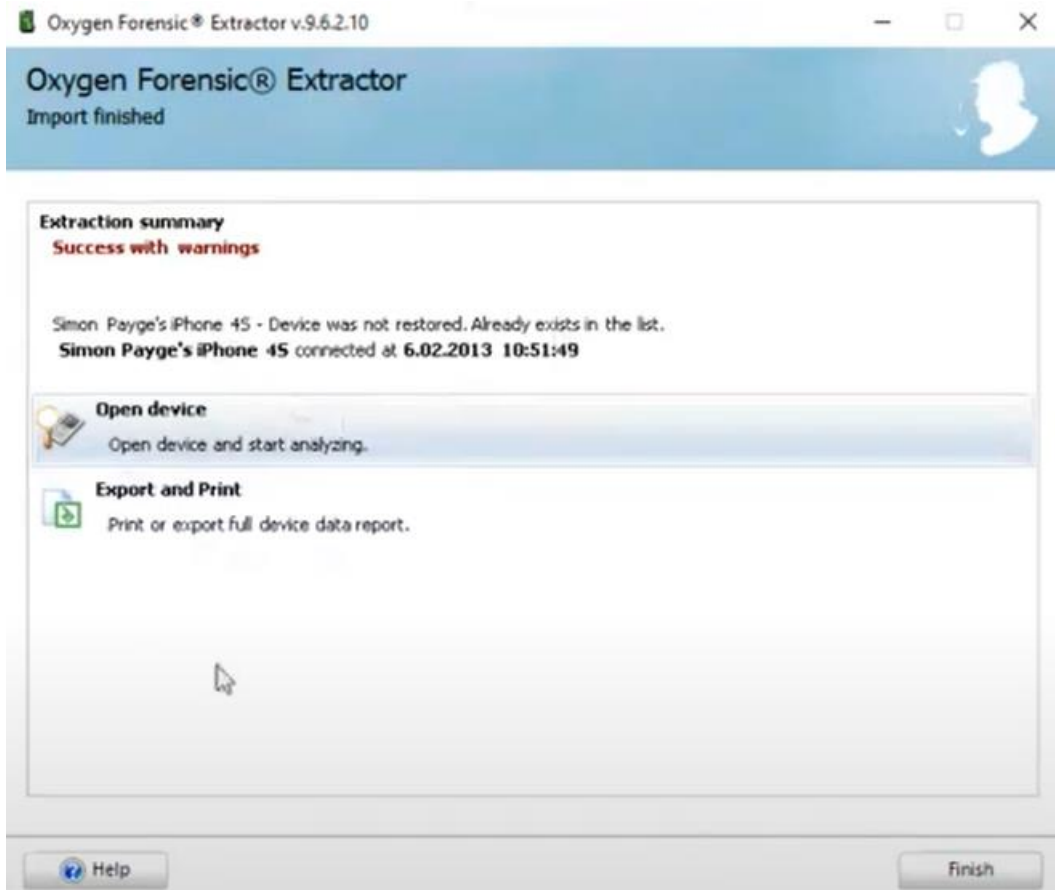 Oxygen Forensic® Extractor v.9.6.2.10
Oxygen Forensic® Extractor
Import finished
Extraction summary
Success with warnings
Simon Payge's iPhone 4S - Device was not restored. Already exists in the list.
Simon Payge's iPhone 4S connected at 6.02.2013 10:51:49
Open device
Open device and start analyzing.
Export and Print
Print or export full device data report.
Help
Finish